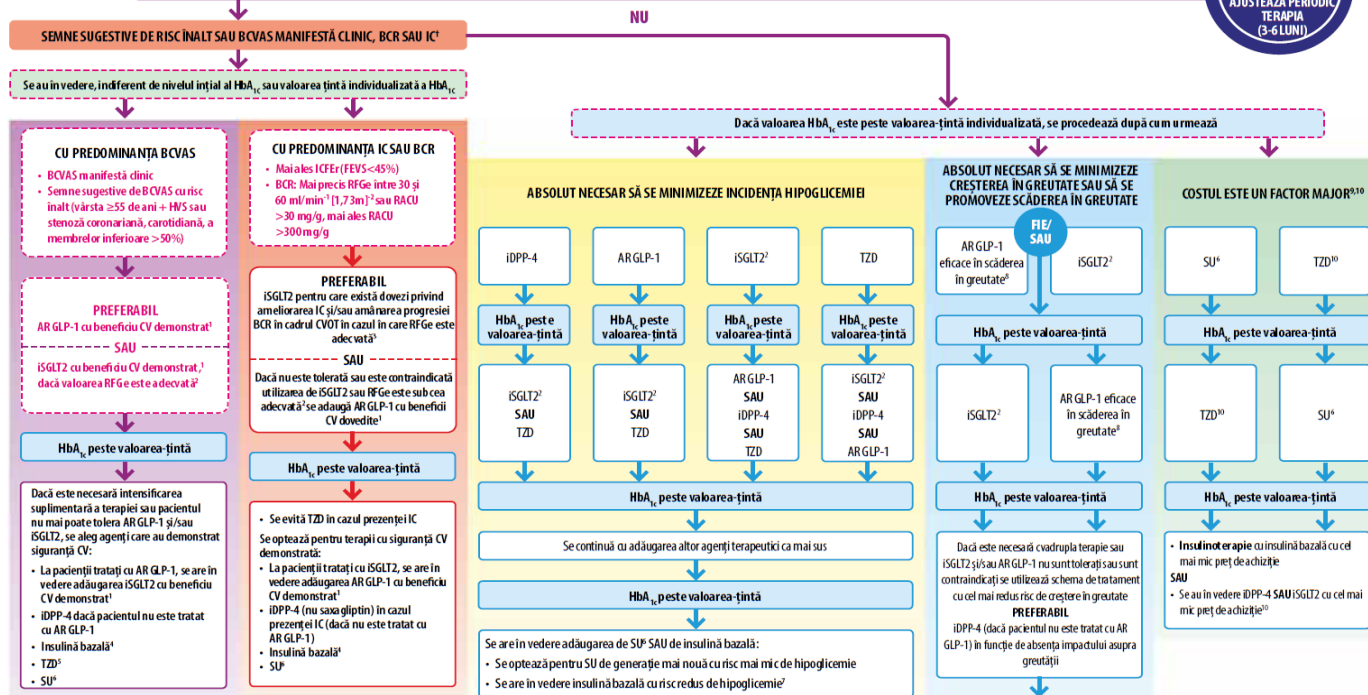 AJUSTEAZĂ PERIODIC
TERAPIA
(3-6 LUNI)
NU
SEMNE SUGESTIVE DE RISC ÎNALT SAU BCVAS MANIFESTĂ CLINIC, BCR SAU IC†
Se au în vedere, indiferent de nivelul inţial al HbA1c sau valoarea țintă individualizată a HbA1c
Dacă valoarea HbA1c este peste valoarea-țintă individualizată, se procedează după cum urmează
CU PREDOMINANȚA BCVAS
• BCVAS manifestă clinic
• Semne sugestive de BCVAS cu risc
înalt (vârsta ≥55 de ani + HVS sau
stenoză coronariană, carotidiană, a
membrelor inferioare >50%)
PREFERABIL
AR GLP-1 cu beneficiu CV demonstrat1
SAU
iSGLT2 cu beneficiu CV demonstrat,1
dacă valoarea RFGe este adecvată2
HbA1c peste valoarea-țintă
Dacă este necesară intensificarea
suplimentară a terapiei sau pacientul
nu mai poate tolera AR GLP-1 și/sau
iSGLT2, se aleg agenți care au demonstrat
siguranță CV:
• La pacienții tratați cu AR GLP-1, se are în
vedere adăugarea iSGLT2 cu beneficiu
CV demonstrat1
• iDPP-4 dacă pacientul nu este tratat
cu AR GLP-1
• Insulină bazală4
• TZD5
• SU6
CU PREDOMINANȚA IC SAU BCR
• Mai ales ICFEr (FEVS<45%)
• BCR: Mai precis RFGe între 30 și
60 ml/min-1 [1,73m]-2 sau RACU
>30 mg/g, mai ales RACU
>300 mg/g
PREFERABIL
iSGLT2 pentru care există dovezi privind
ameliorarea IC și/sau amânarea progresiei
BCR în cadrul CVOT în cazul în care RFGe este
adecvată3
SAU
Dacă nu este tolerată sau este contraindicată
utilizarea de iSGLT2 sau RFGe este sub cea
adecvată2 se adaugă AR GLP-1 cu beneficii
CV dovedite1
HbA1c peste valoarea-țintă
• Se evită TZD în cazul prezenței IC
Se optează pentru terapii cu siguranță CV
demonstrată:
• La pacienții tratați cu iSGLT2, se are în
vedere adăugarea AR GLP-1 cu beneficiu
CV demonstrat1
• iDPP-4 (nu saxagliptin) în cazul
prezenței IC (dacă nu este tratat cu
AR GLP-1)
• Insulină bazală4
• SU6
ABSOLUT NECESAR SĂ SE MINIMIZEZE INCIDENȚA HIPOGLICEMIEI
iDPP-4
AR GLP-1
iSGLT22
TZD
HbA1c peste
valoarea-țintă
HbA1c peste
valoarea-țintă
HbA1c peste
valoarea-țintă
HbA1c peste
valoarea-țintă
iSGLT22
SAU
TZD
iSGLT22
SAU
TZD
AR GLP-1
SAU
iDPP-4
SAU
TZD
iSGLT22
SAU
iDPP-4
SAU
AR GLP-1
HbA1c peste valoarea-țintă
Se continuă cu adăugarea altor agenți terapeutici ca mai sus
HbA1c peste valoarea-țintă
Se are în vedere adăugarea de SU6 SAU de insulină bazală:
• Se optează pentru SU de generație mai nouă cu risc mai mic de hipoglicemie
• Se are în vedere insulină bazală cu risc redus de hipoglicemie7
ABSOLUT NECESAR SĂ SE MINIMIZEZE
CREȘTEREA ÎN GREUTATE SAU SĂ SE
PROMOVEZE SCĂDEREA ÎN GREUTATE
FIE/
SAU
AR GLP-1
eficace în scăderea
în greutate8
iSGLT22
HbA1c peste valoarea-țintă
iSGLT22
AR GLP-1 eficace
în scăderea în
greutate8
HbA1c peste valoarea-țintă
Dacă este necesară cvadrupla terapie sau
iSGLT2 și/sau AR GLP-1 nu sunt tolerați sau sunt
contraindicați se utilizează schema de tratament
cu cel mai redus risc de creștere în greutate
PREFERABIL
iDPP-4 (dacă pacientul nu este tratat cu AR
GLP-1) în funcție de absența impactului asupra
greutății
COSTUL ESTE UN FACTOR MAJOR9,10
SU6
TZD10
HbA1c peste valoarea-țintă
TZD10
SU6
HbA1c peste valoarea-țintă
• Insulinoterapie cu insulină bazală cu cel
mai mic preț de achiziție
SAU
• Se au în vedere iDPP-4 SAU iSGLT2 cu cel mai
mic preț de achiziție10